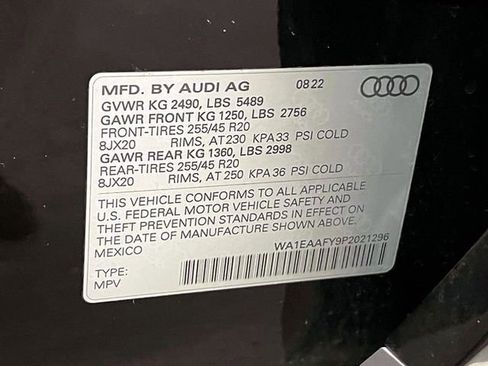 MFD. BY AUDI AG 08 22
GVWR KG 2490, LBS 5489
GAWR FRONT KG 1250, LBS 2756
FRONT-TIRES 255/45 R20
8JX20 RIMS, AT 230 KPA 33 PSI COLD
GAWR REAR KG 1360, LBS 2998
REAR-TIRES 255/45 R20
8JX20 RIMS, AT 250 KPA 36 PSI COLD
THIS VEHICLE CONFORMS TO ALL APPLICABLE
U.S. FEDERAL MOTOR VEHICLE SAFETY AND
THEFT PREVENTION STANDARDS IN EFFECT ON
THE DATE OF MANUFACTURE SHOWN ABOVE.
MEXICO
WA1EAAFY9P2021296
TYPE:
MPV